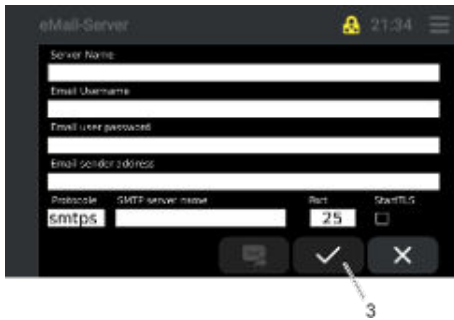 eMail-Server 21:34
Server Name
Email Username
Email user password
Email sender address
Protocole SMTP server name Port StartTLS
smtps 25
3